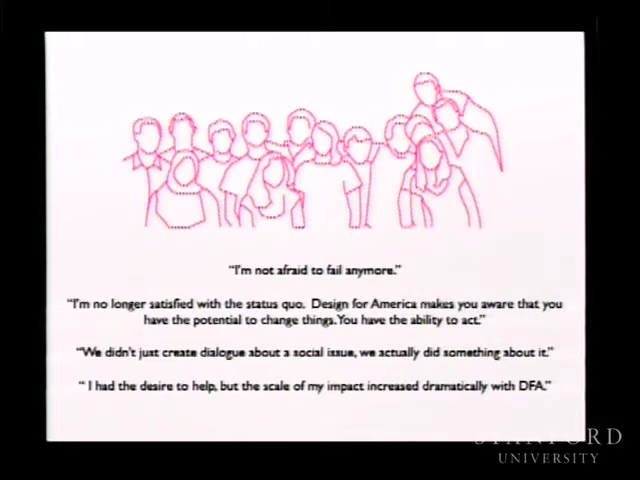 “I’m not afraid to fail anymore.”
“I’m no longer satisfied with the status quo.  Design for America makes you aware that you
have the potential to change things. You have the ability to act.”
“We didn’t just create dialogue about a social issue, we actually did something about it.”
“ I had the desire to help, but the scale of my impact increased dramatically with DFA.”
STANFORD
UNIVERSITY